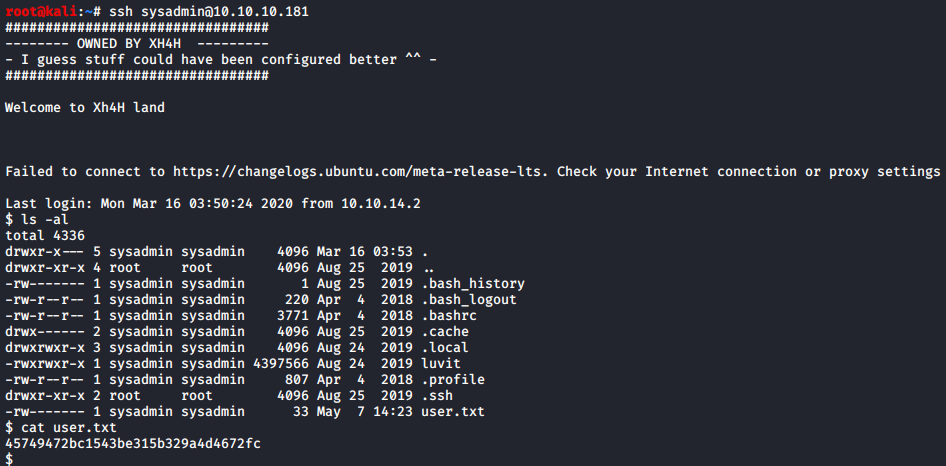 root@kali:~# ssh sysadmin@10.10.10.181
#################################
-------- OWNED BY XH4H  ---------
- I guess stuff could have been configured better ^^ -
#################################
Welcome to Xh4H land
Failed to connect to https://changelogs.ubuntu.com/meta-release-lts. Check your Internet connection or proxy settings
Last login: Mon Mar 16 03:50:24 2020 from 10.10.14.2
$ ls -al
total 4336
drwxr-x--- 5 sysadmin sysadmin    4096 Mar 16 03:53 .
drwxr-xr-x 4 root     root        4096 Aug 25  2019 ..
-rw------- 1 sysadmin sysadmin       1 Aug 25  2019 .bash_history
-rw-r--r-- 1 sysadmin sysadmin     220 Apr  4  2018 .bash_logout
-rw-r--r-- 1 sysadmin sysadmin    3771 Apr  4  2018 .bashrc
drwx------ 2 sysadmin sysadmin    4096 Aug 25  2019 .cache
drwxrwxr-x 3 sysadmin sysadmin    4096 Aug 24  2019 .local
-rwxrwxr-x 1 sysadmin sysadmin 4397566 Aug 24  2019 luvit
-rw-r--r-- 1 sysadmin sysadmin     807 Apr  4  2018 .profile
drwxr-xr-x 2 root     root        4096 Aug 25  2019 .ssh
-rw------- 1 sysadmin sysadmin      33 May  7 14:23 user.txt
$ cat user.txt
45749472bc1543be315b329a4d4672fc
$